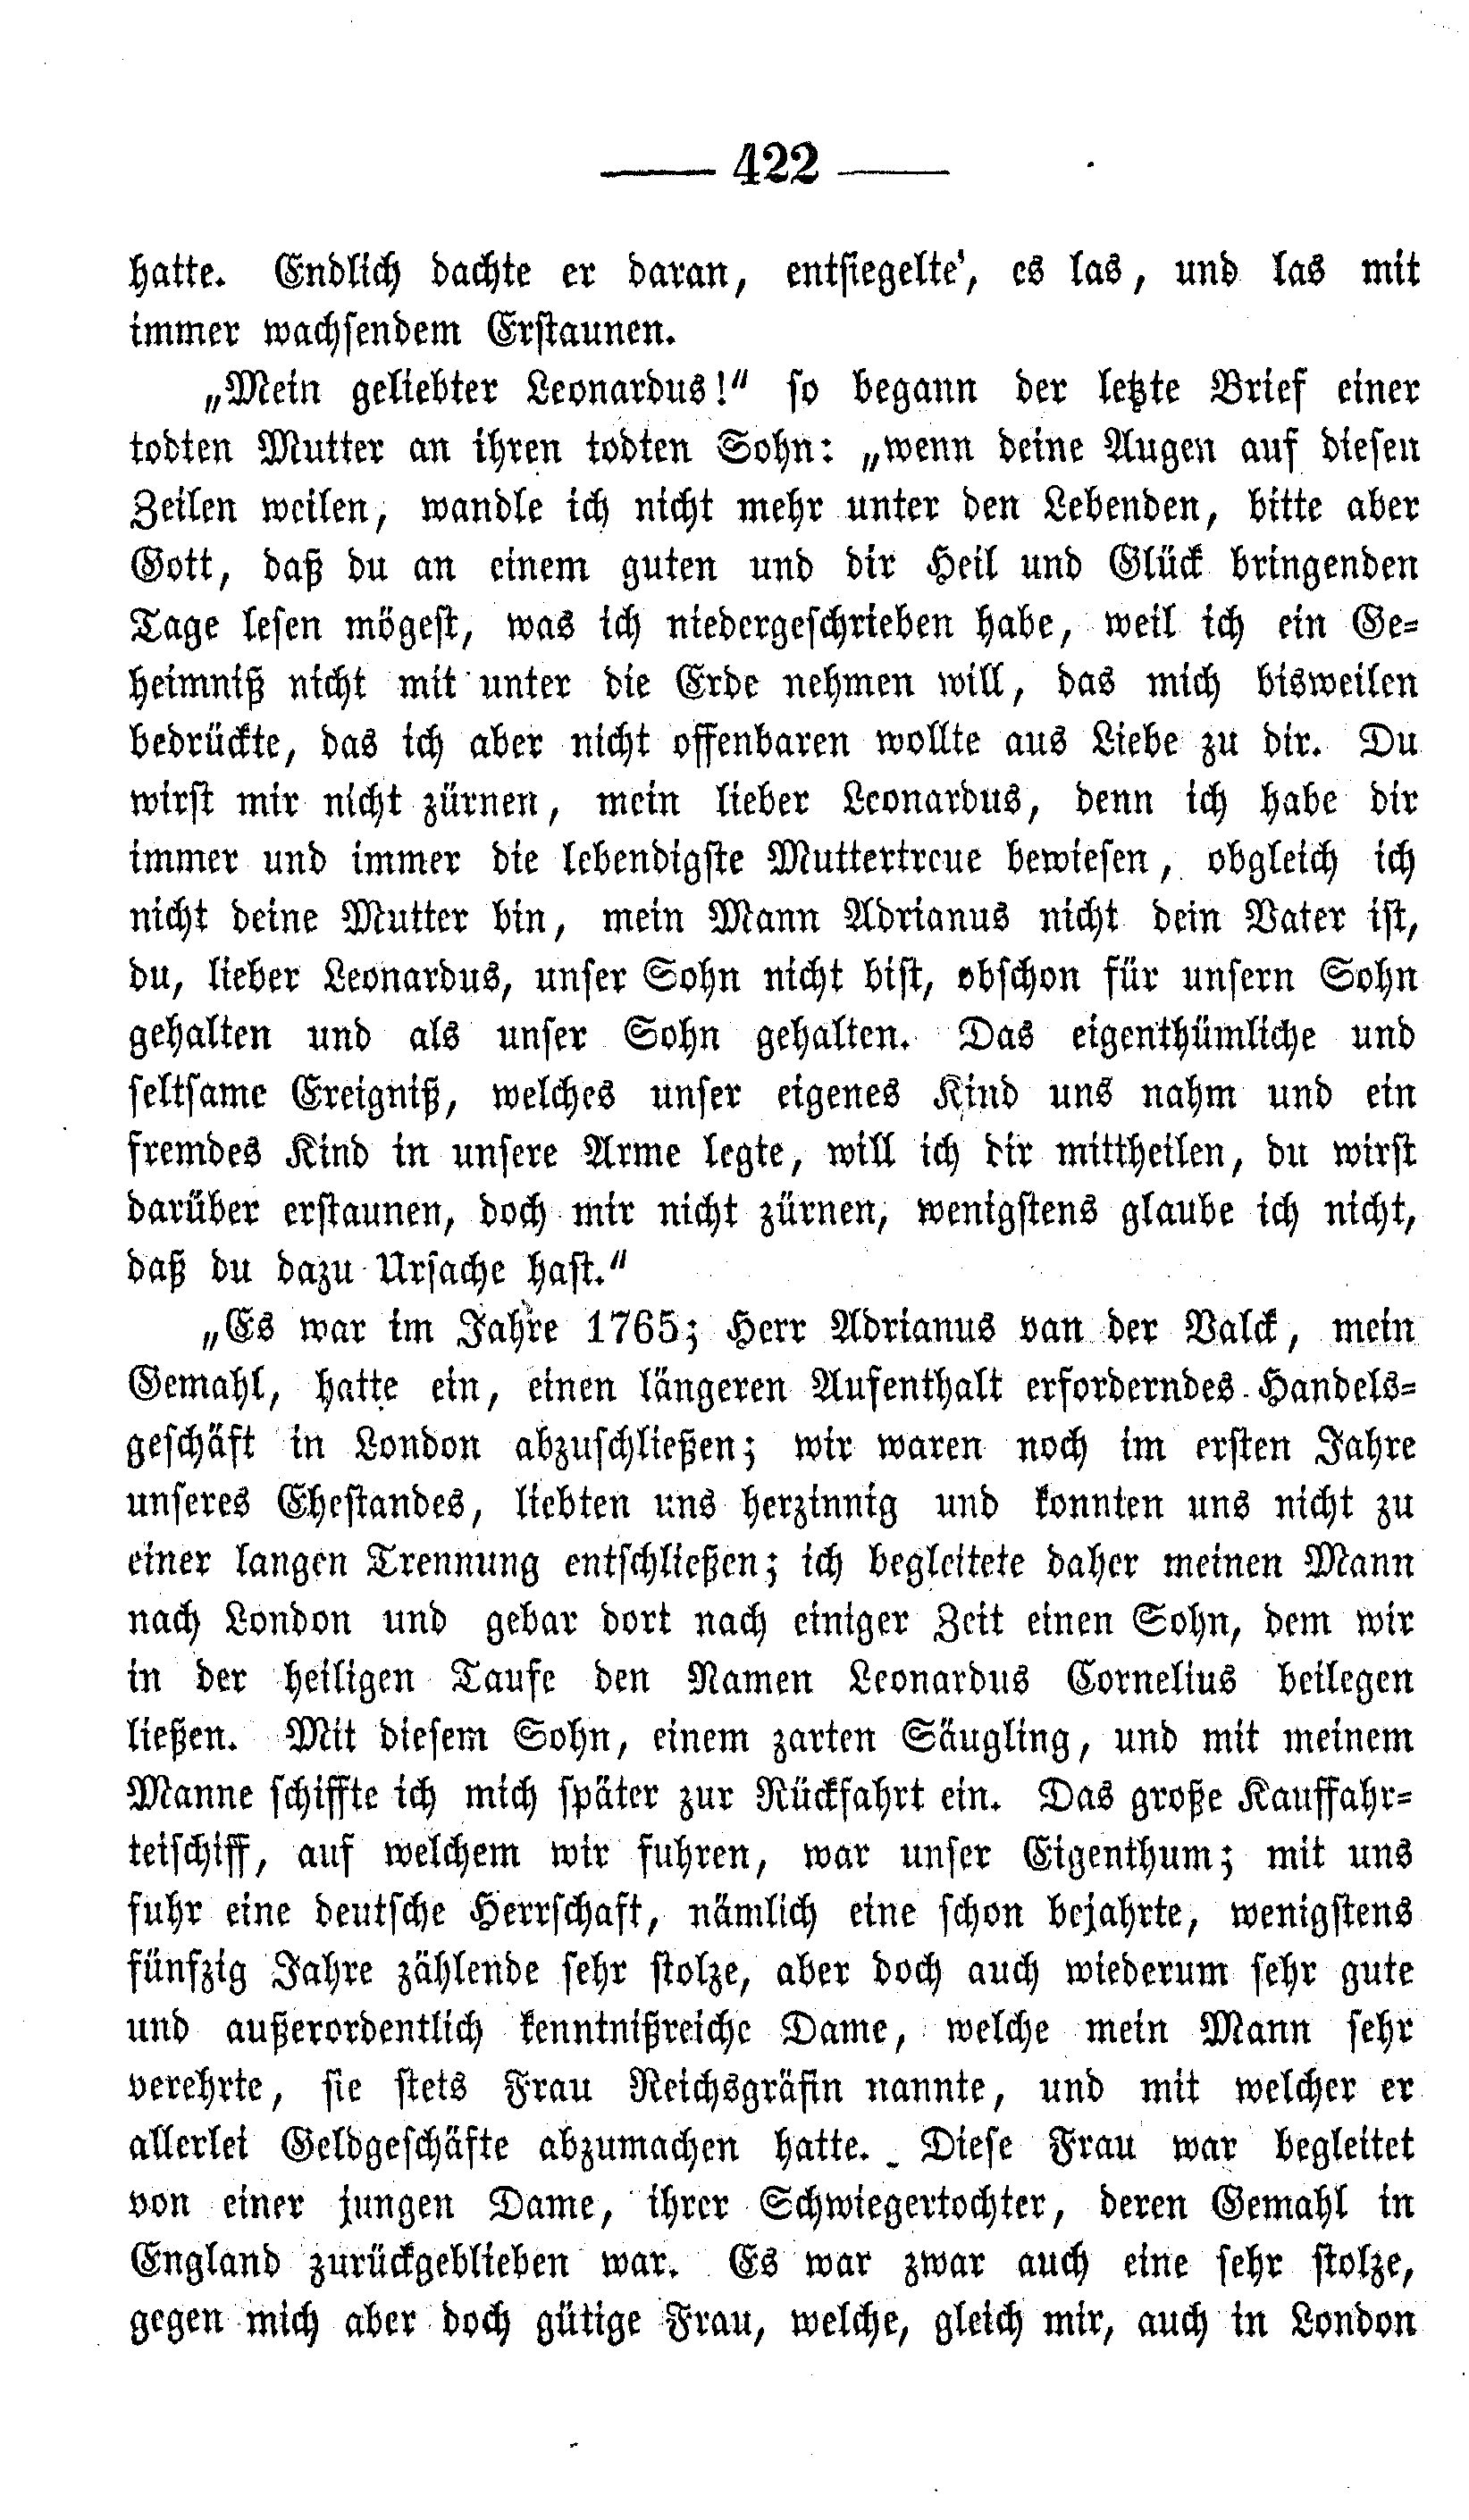 — 422 —
hatte. Endlich dachte er daran, entsiegelte', es las, und las mit
immer wachsendem Erstaunen.
„Mein geliebter Leonardus!" so begann der letzte Brief einer
todten Mutter an ihren todten Sohn: „wenn deine Augen auf diesen
Zeilen weilen, wandle ich nicht mehr unter den Lebenden, bitte aber
Gott, daß du an einem guten und dir Heil und Glück bringenden
Tage lesen mögest, was ich niedergeschrieben habe, weil ich ein Ge=
heimniß nicht mit unter die Erde nehmen will, das mich bisweilen
bedrückte, das ich aber nicht offenbaren wollte aus Liebe zu dir. Du
wirst mir nicht zürnen, mein lieber Leonardus, denn ich habe dir
immer und immer die lebendigste Muttertreue bewiesen, obgleich ich
nicht deine Mutter bin, mein Mann Adrianus nicht dein Vater ist,
du, lieber Leonardus, unser Sohn nicht bist, obschon für unsern Sohn
gehalten und als unser Sohn gehalten. Das eigenthümliche und
seltsame Ereigniß, welches unser eigenes Kind uns nahm und ein
fremdes Kind in unsere Arme legte, will ich dir mittheilen, du wirst
darüber erstaunen, doch mir nicht zürnen, wenigstens glaube ich nicht,
daß du dazu Ursache hast."
„Es war im Jahre 1765; Herr Adrianus van der Valck, mein
Gemahl, hatte ein, einen längeren Aufenthalt erforderndes Handels=
geschäft in London abzuschließen; wir waren noch im ersten Jahre
unseres Ehestandes, liebten uns herzinnig und konnten uns nicht zu
einer langen Trennung entschließen; ich begleitete daher meinen Mann
nach London und gebar dort nach einiger Zeit einen Sohn, dem wir
in der heiligen Taufe den Namen Leonardus Cornelius beilegen
ließen. Mit diesem Sohn, einem zarten Säugling, und mit meinem
Manne schiffte ich mich später zur Rückfahrt ein. Das große Kauffahr=
teischiff, auf welchem wir fuhren, war unser Eigenthum; mit uns
fuhr eine deutsche Herrschaft, nämlich eine schon bejahrte, wenigstens
fünfzig Jahre zählende sehr stolze, aber doch auch wiederum sehr gute
und außerordentlich kenntnißreiche Dame, welche mein Mann sehr
verehrte, sie stets Frau Reichsgräfin nannte, und mit welcher er
allerlei Geldgeschäfte abzumachen hatte. Diese Frau war begleitet
von einer jungen Dame, ihrer Schwiegertochter, deren Gemahl in
England zurückgeblieben war. Es war zwar auch eine sehr stolze,
gegen mich aber doch gütige Frau, welche, gleich mir, auch in London